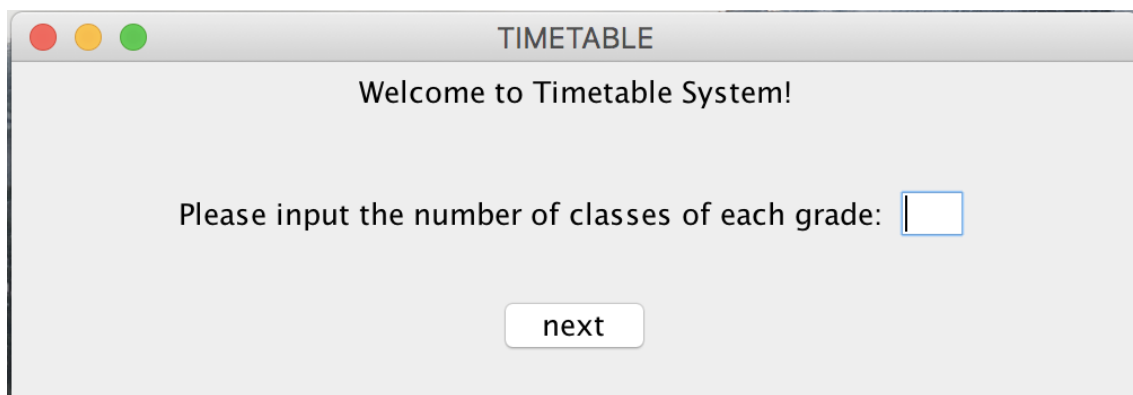 TIMETABLE
Welcome to Timetable System!
Please input the number of classes of each grade:
next